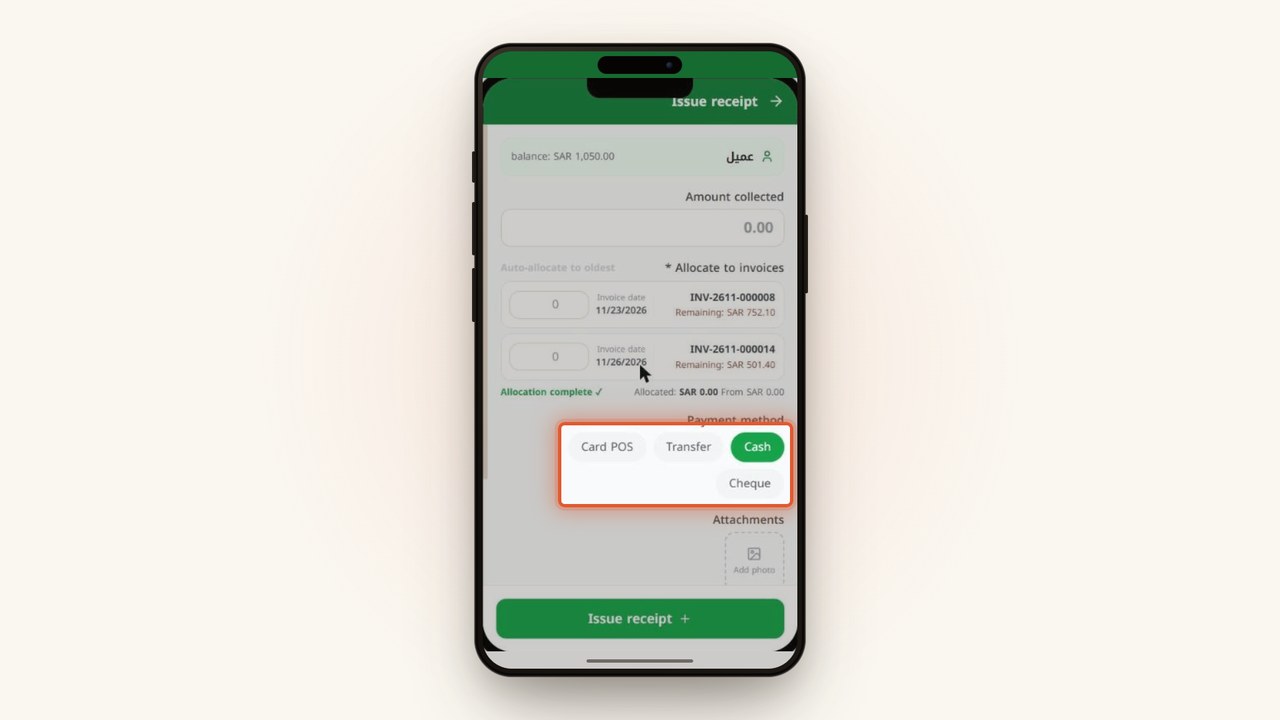 Issue receipt
عميل
balance: SAR 1,050.00
Amount collected
0.00
* Allocate to invoices
Auto-allocate to oldest
INV-2611-000008
Remaining: SAR 752.10
Invoice date
11/23/2026
0
INV-2611-000014
Remaining: SAR 501.40
Invoice date
11/26/2026
0
Allocated: SAR 0.00 From SAR 0.00
Allocation complete ✓
Payment method
Cash
Transfer
Card POS
Cheque
Attachments
Add photo
Issue receipt +